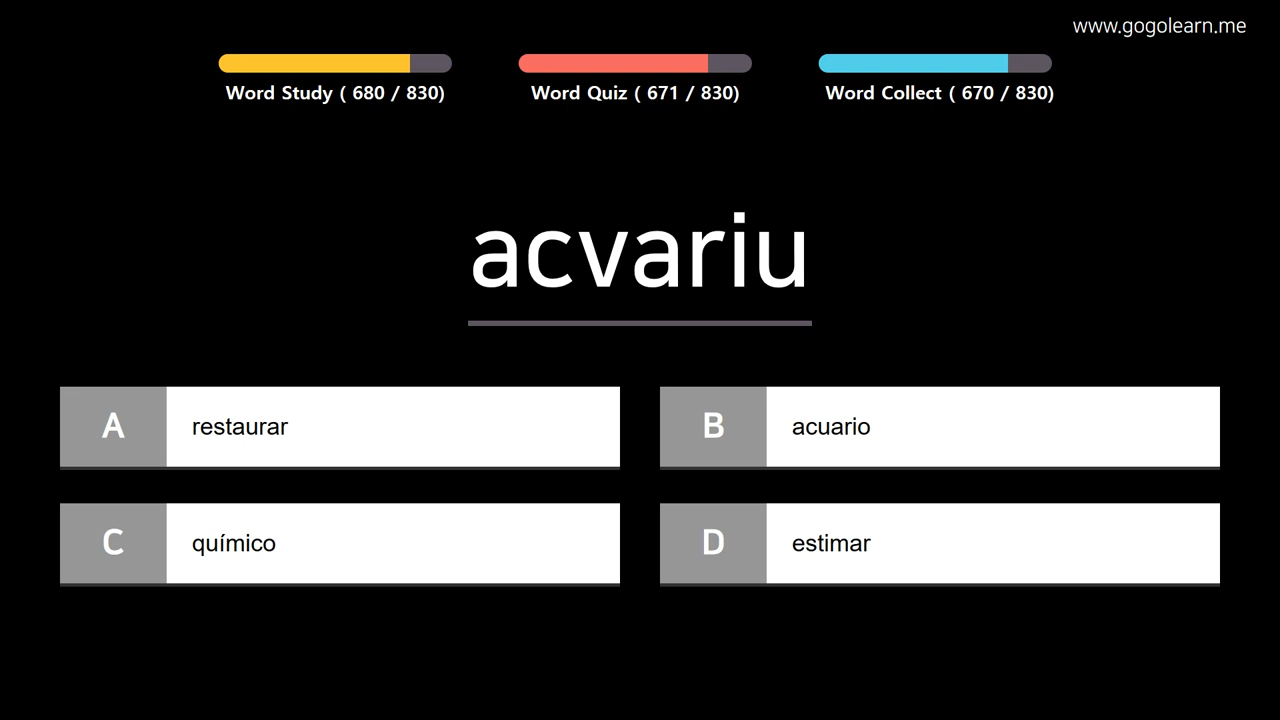 www.gogolearn.me
Word Study ( 680 / 830)
Word Quiz ( 671 / 830)
Word Collect ( 670 / 830)
acvariu
A restaurar
B acuario
C químico
D estimar